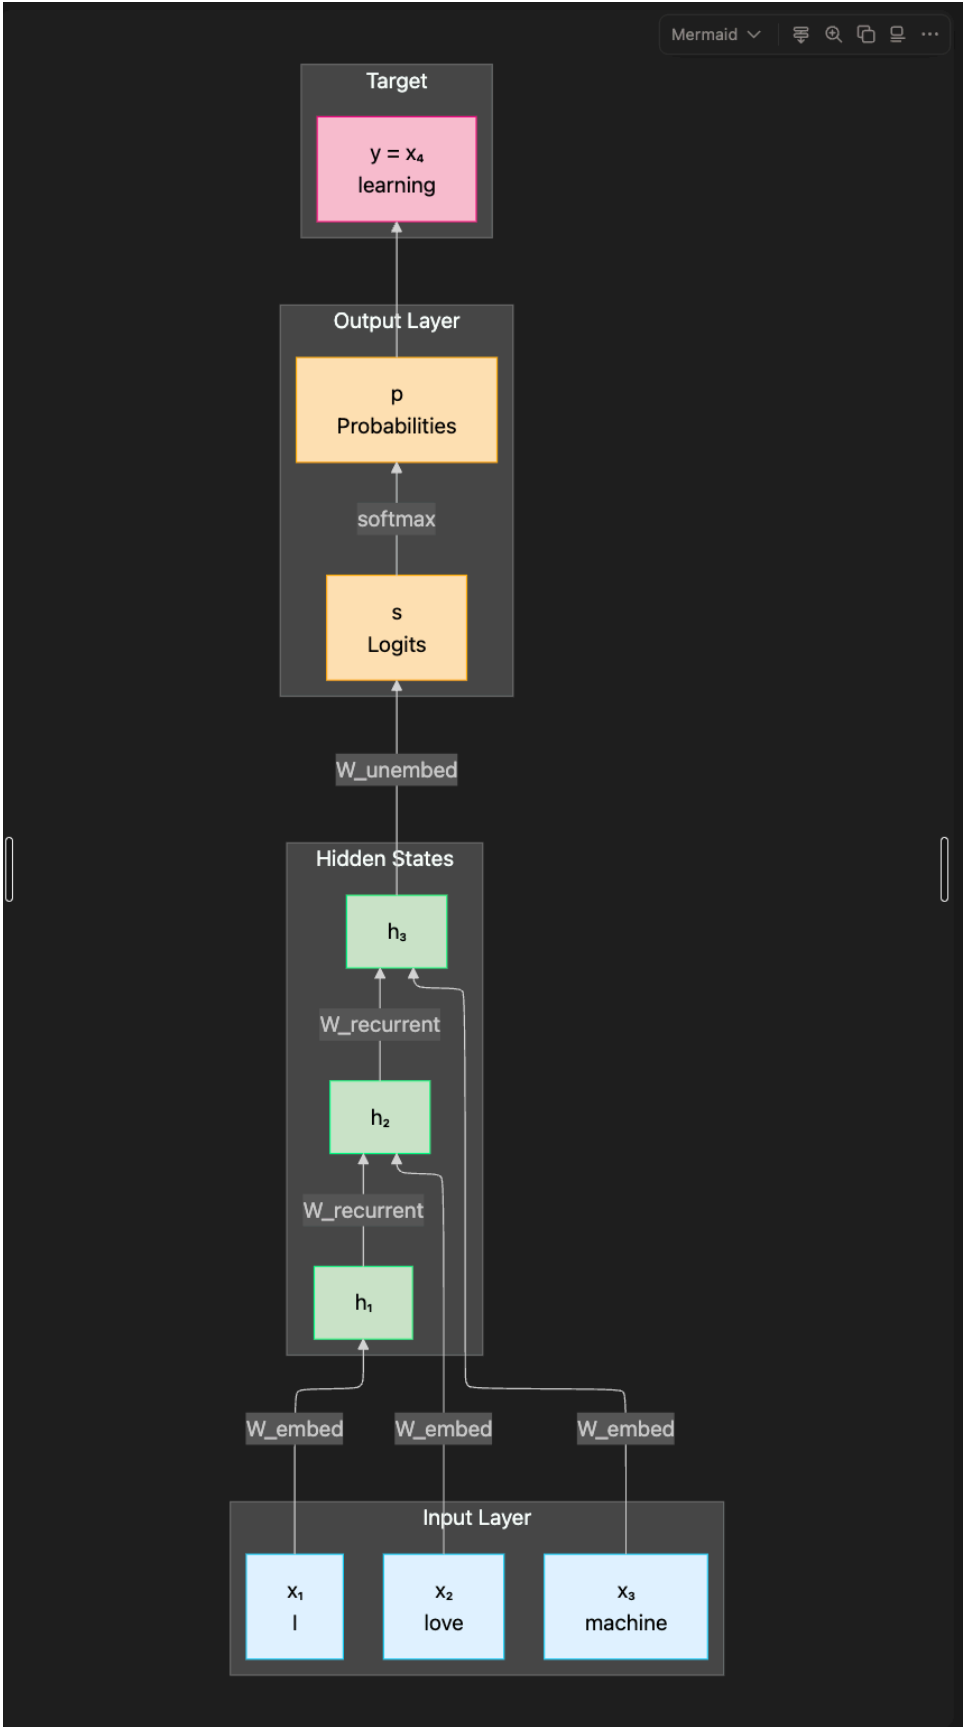 Mermaid
Target
y = x₄
learning
Output Layer
p
Probabilities
softmax
s
Logits
W_unembed
Hidden States
h₃
W_recurrent
h₂
W_recurrent
h₁
W_embed
W_embed
W_embed
Input Layer
x₁
I
x₂
love
x₃
machine